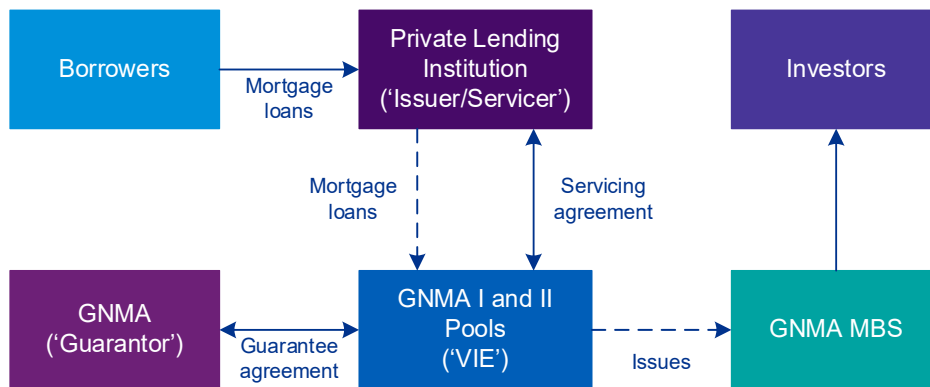 Borrowers
Mortgage
loans
Private Lending
Institution
(‘Issuer/Servicer’)
Investors
Mortgage
loans
Servicing
agreement
GNMA
(‘Guarantor’)
Guarantee
agreement
GNMA I and II
Pools
(‘VIE’)
Issues
GNMA MBS